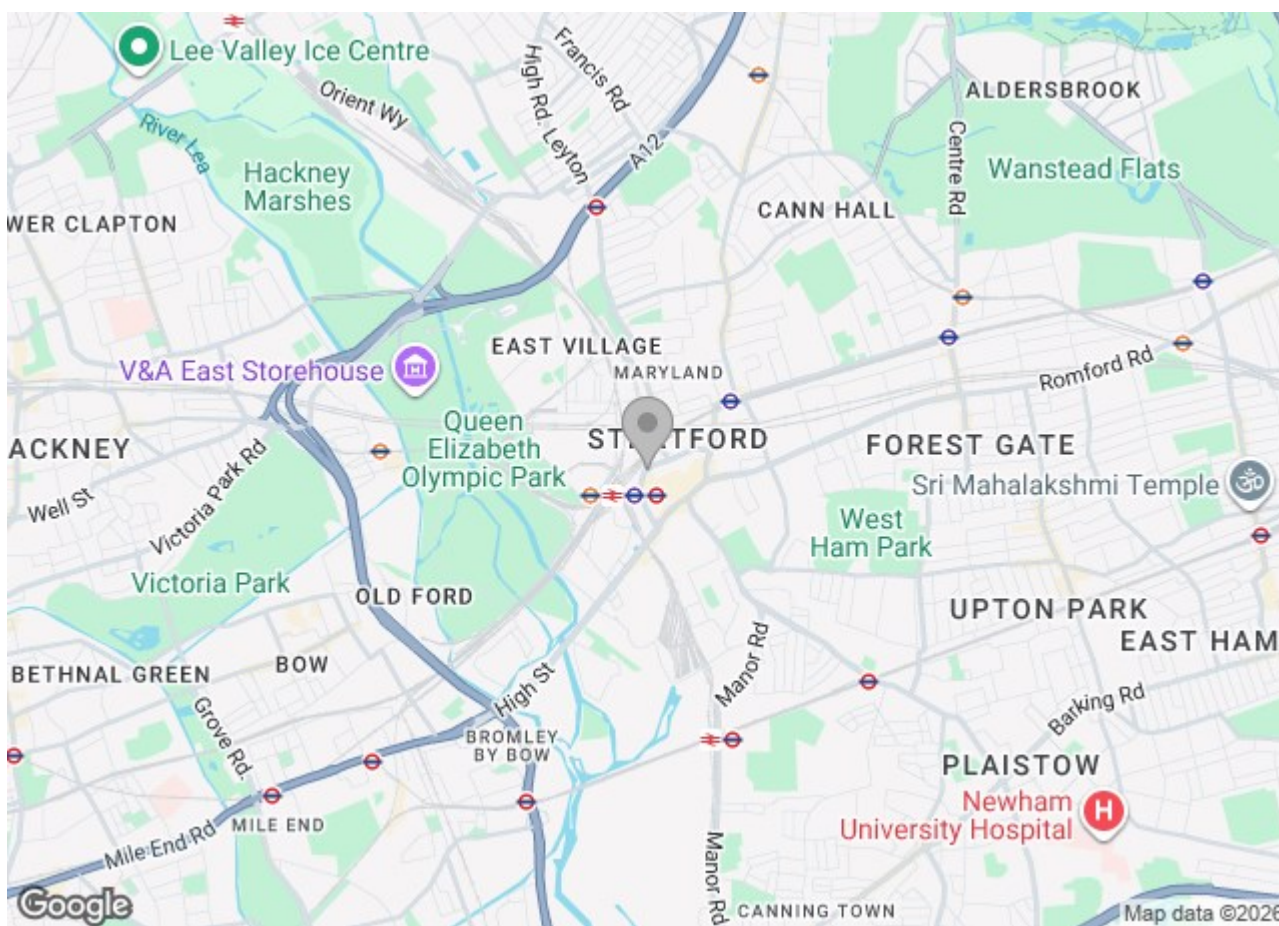 Lee Valley Ice Centre
Francis Rd
High Rd. Leyton
Orient Wy
A12
ALDERSBROOK
River Lea
Hackney
Marshes
Centre Rd
Wanstead Flats
WER CLAPTON
CANN HALL
EAST VILLAGE
V&A East Storehouse
MARYLAND
Romford Rd
Queen
Elizabeth
Olympic Park
STRATFORD
FOREST GATE
ACKNEY
Victoria Park Rd
Well St
Sri Mahalakshmi Temple
West
Ham Park
Victoria Park
OLD FORD
UPTON PARK
EAST HAM
BETHNAL GREEN
BOW
Manor Rd
High St
Grove Rd.
Barking Rd
BROMLEY
BY BOW
PLAISTOW
Newham
University Hospital
H
MILE END
Mile End Rd
Manor Rd
CANNING TOWN
Google
Map data ©2026